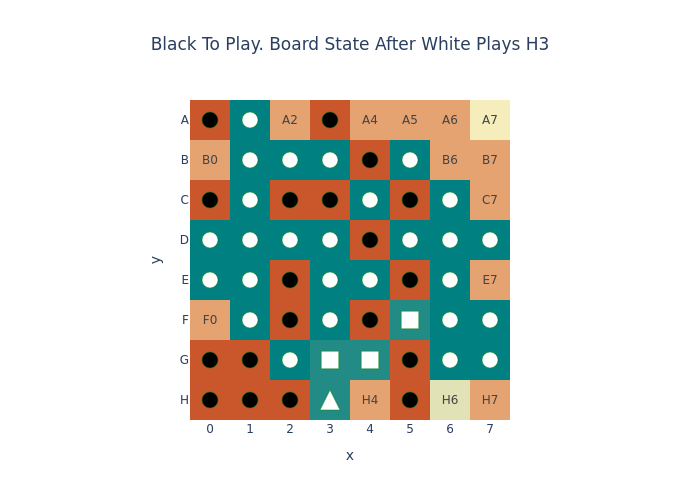 Black To Play. Board State After White Plays H3
A A2 A4 A5 A6 A7
B B0 B6 B7
C C7
D
E E7
F F0
G
H H4 H6 H7
0 1 2 3 4 5 6 7
x
y